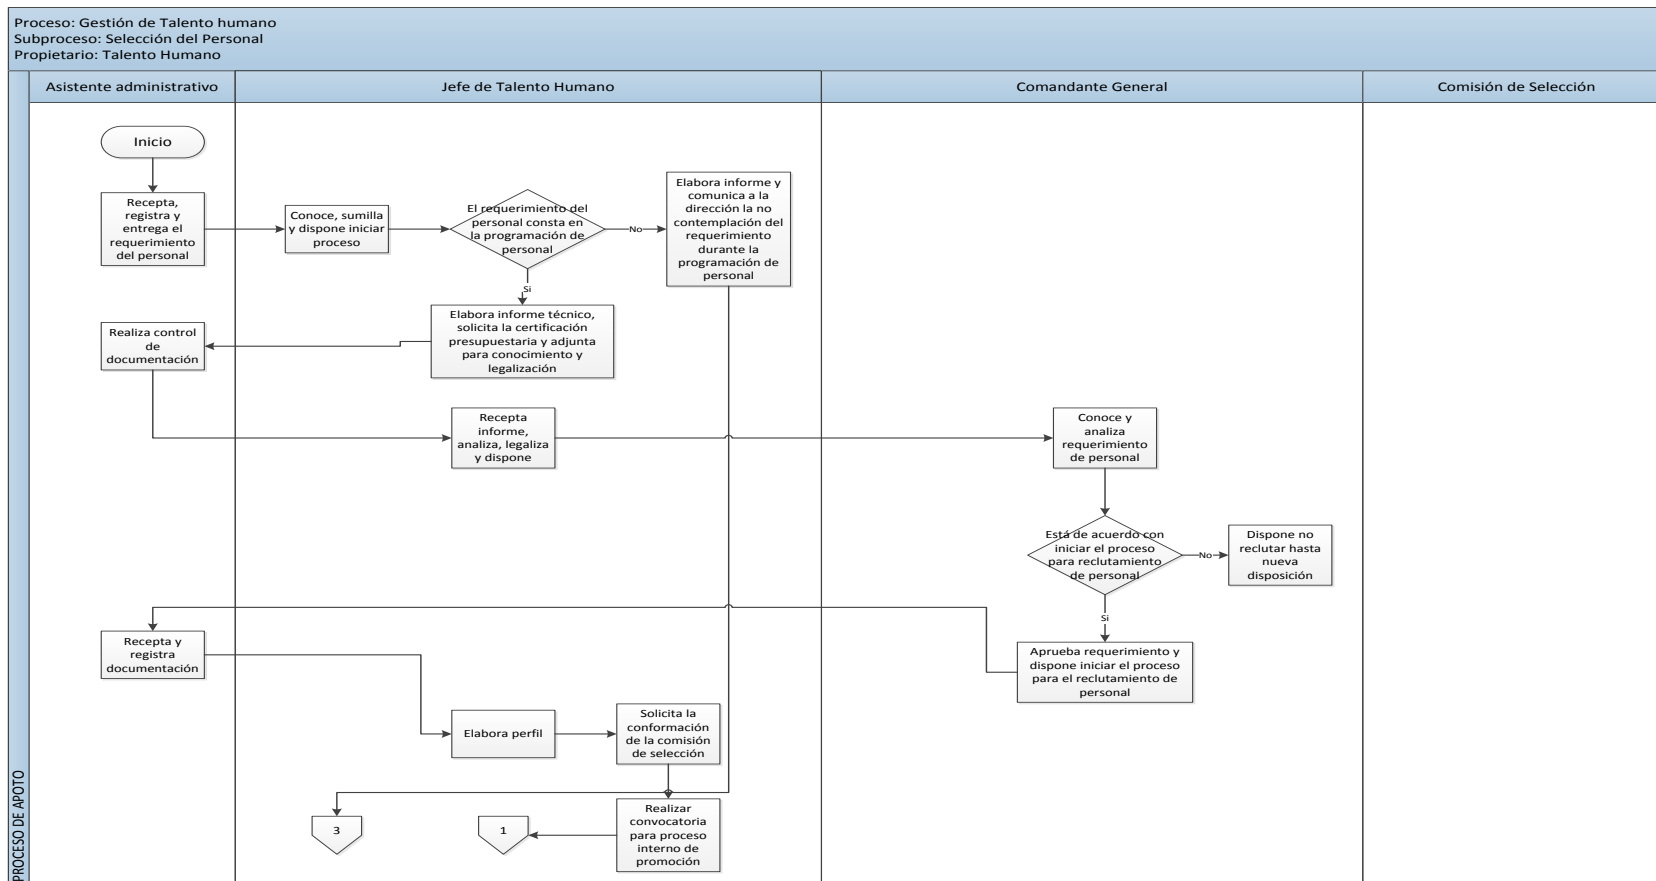 Proceso: Gestión de Talento humano
Subproceso: Selección del Personal
Propietario: Talento Humano
Asistente administrativo
Jefe de Talento Humano
Comandante General
Comisión de Selección
Inicio
Recepta,
registra y
entrega el
requerimiento
del personal
Conoce, sumilla
y dispone iniciar
proceso
El requerimiento del
personal consta en
la programación de
personal
No
Elabora informe y
comunica a la
dirección la no
contemplación del
requerimiento
durante la
programación de
personal
Si
Elabora informe técnico,
solicita la certificación
presupuestaria y adjunta
para conocimiento y
legalización
Realiza control
de
documentación
Recepta
informe,
analiza, legaliza
y dispone
Conoce y
analiza
requerimiento
de personal
Está de acuerdo con
iniciar el proceso
para reclutamiento
de personal
No
Dispone no
reclutar hasta
nueva
disposición
Si
Aprueba requerimiento y
dispone iniciar el proceso
para el reclutamiento de
personal
Recepta y
registra
documentación
Elabora perfil
Solicita la
conformación
de la comisión
de selección
Realizar
convocatoria
para proceso
interno de
promoción
3
1
PROCESO DE APOTO